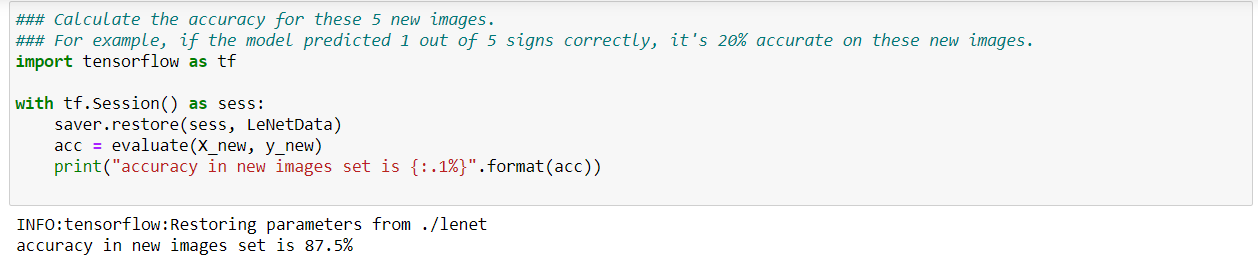 ### Calculate the accuracy for these 5 new images.
### For example, if the model predicted 1 out of 5 signs correctly, it's 20% accurate on these new images.
import tensorflow as tf
with tf.Session() as sess:
    saver.restore(sess, LeNetData)
    acc = evaluate(X_new, y_new)
    print("accuracy in new images set is {:.1%}".format(acc))
INFO:tensorflow:Restoring parameters from ./lenet
accuracy in new images set is 87.5%